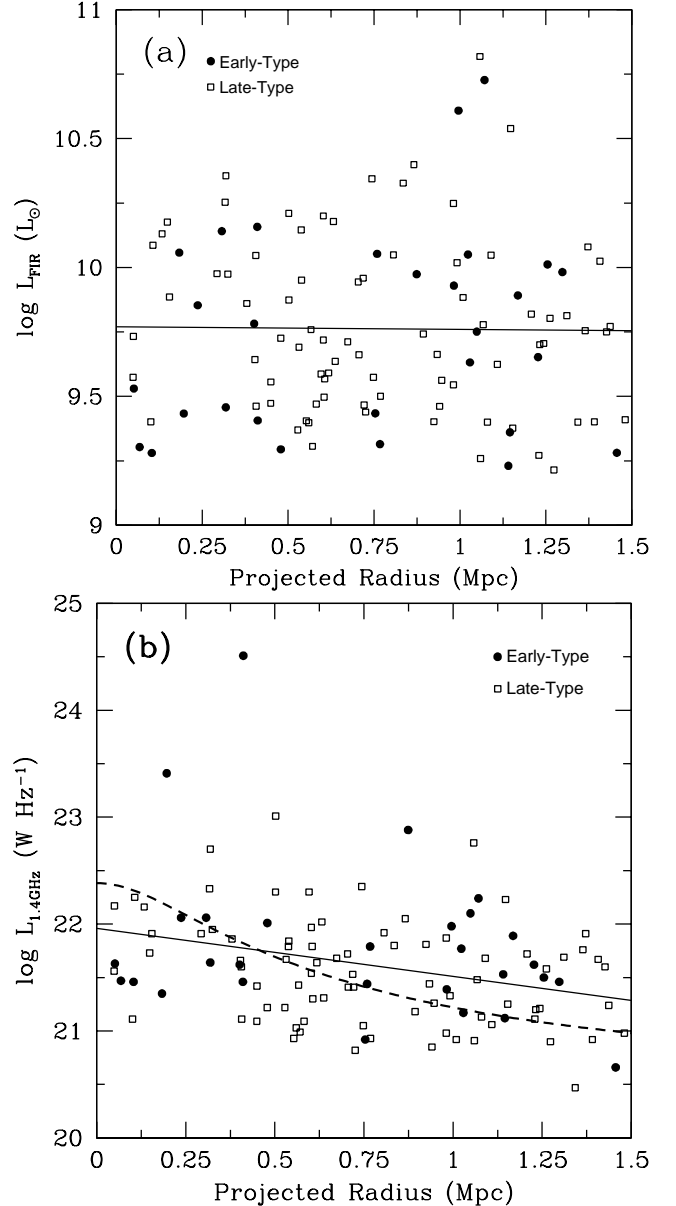 11
(a)
Early-Type
Late-Type
10.5
log L_FIR (L_⊙)
10
9.5
9
0 0.25 0.5 0.75 1 1.25 1.5
Projected Radius (Mpc)
25
(b)
Early-Type
Late-Type
24
log L_1.4GHz (W Hz⁻¹)
23
22
21
20
0 0.25 0.5 0.75 1 1.25 1.5
Projected Radius (Mpc)